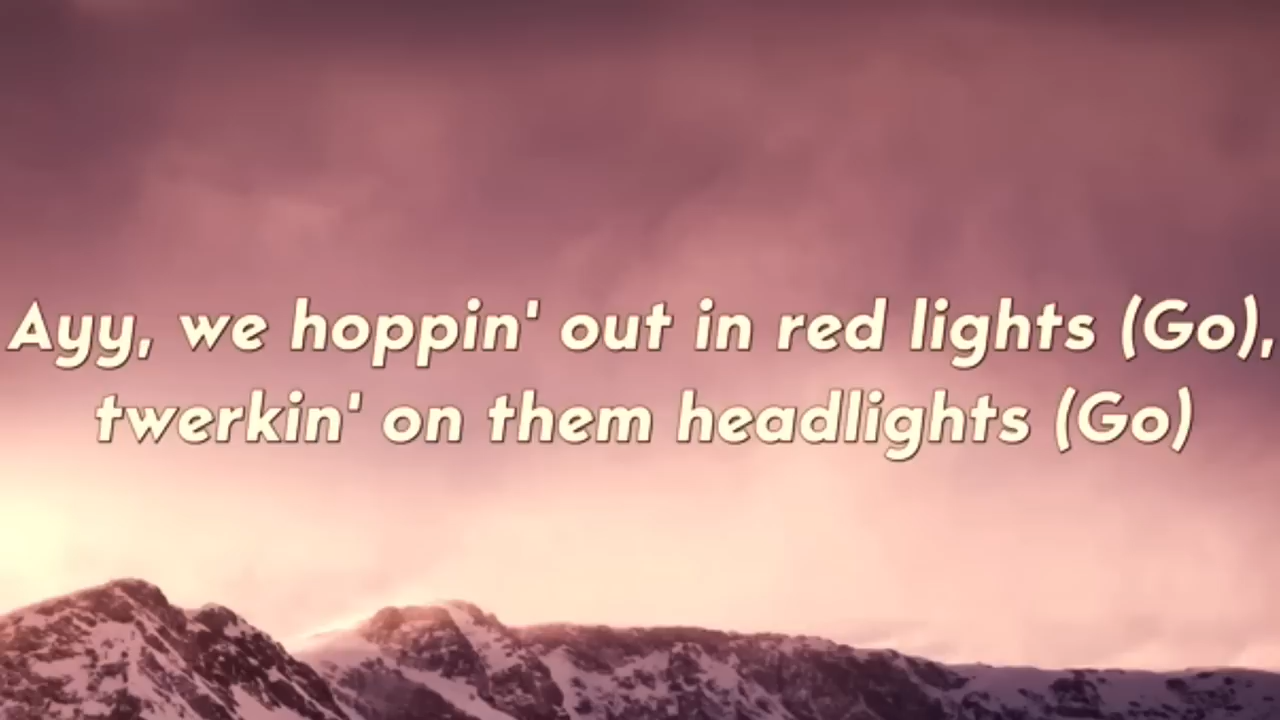 Ayy, we hoppin' out in red lights (Go),
twerkin' on them headlights (Go)